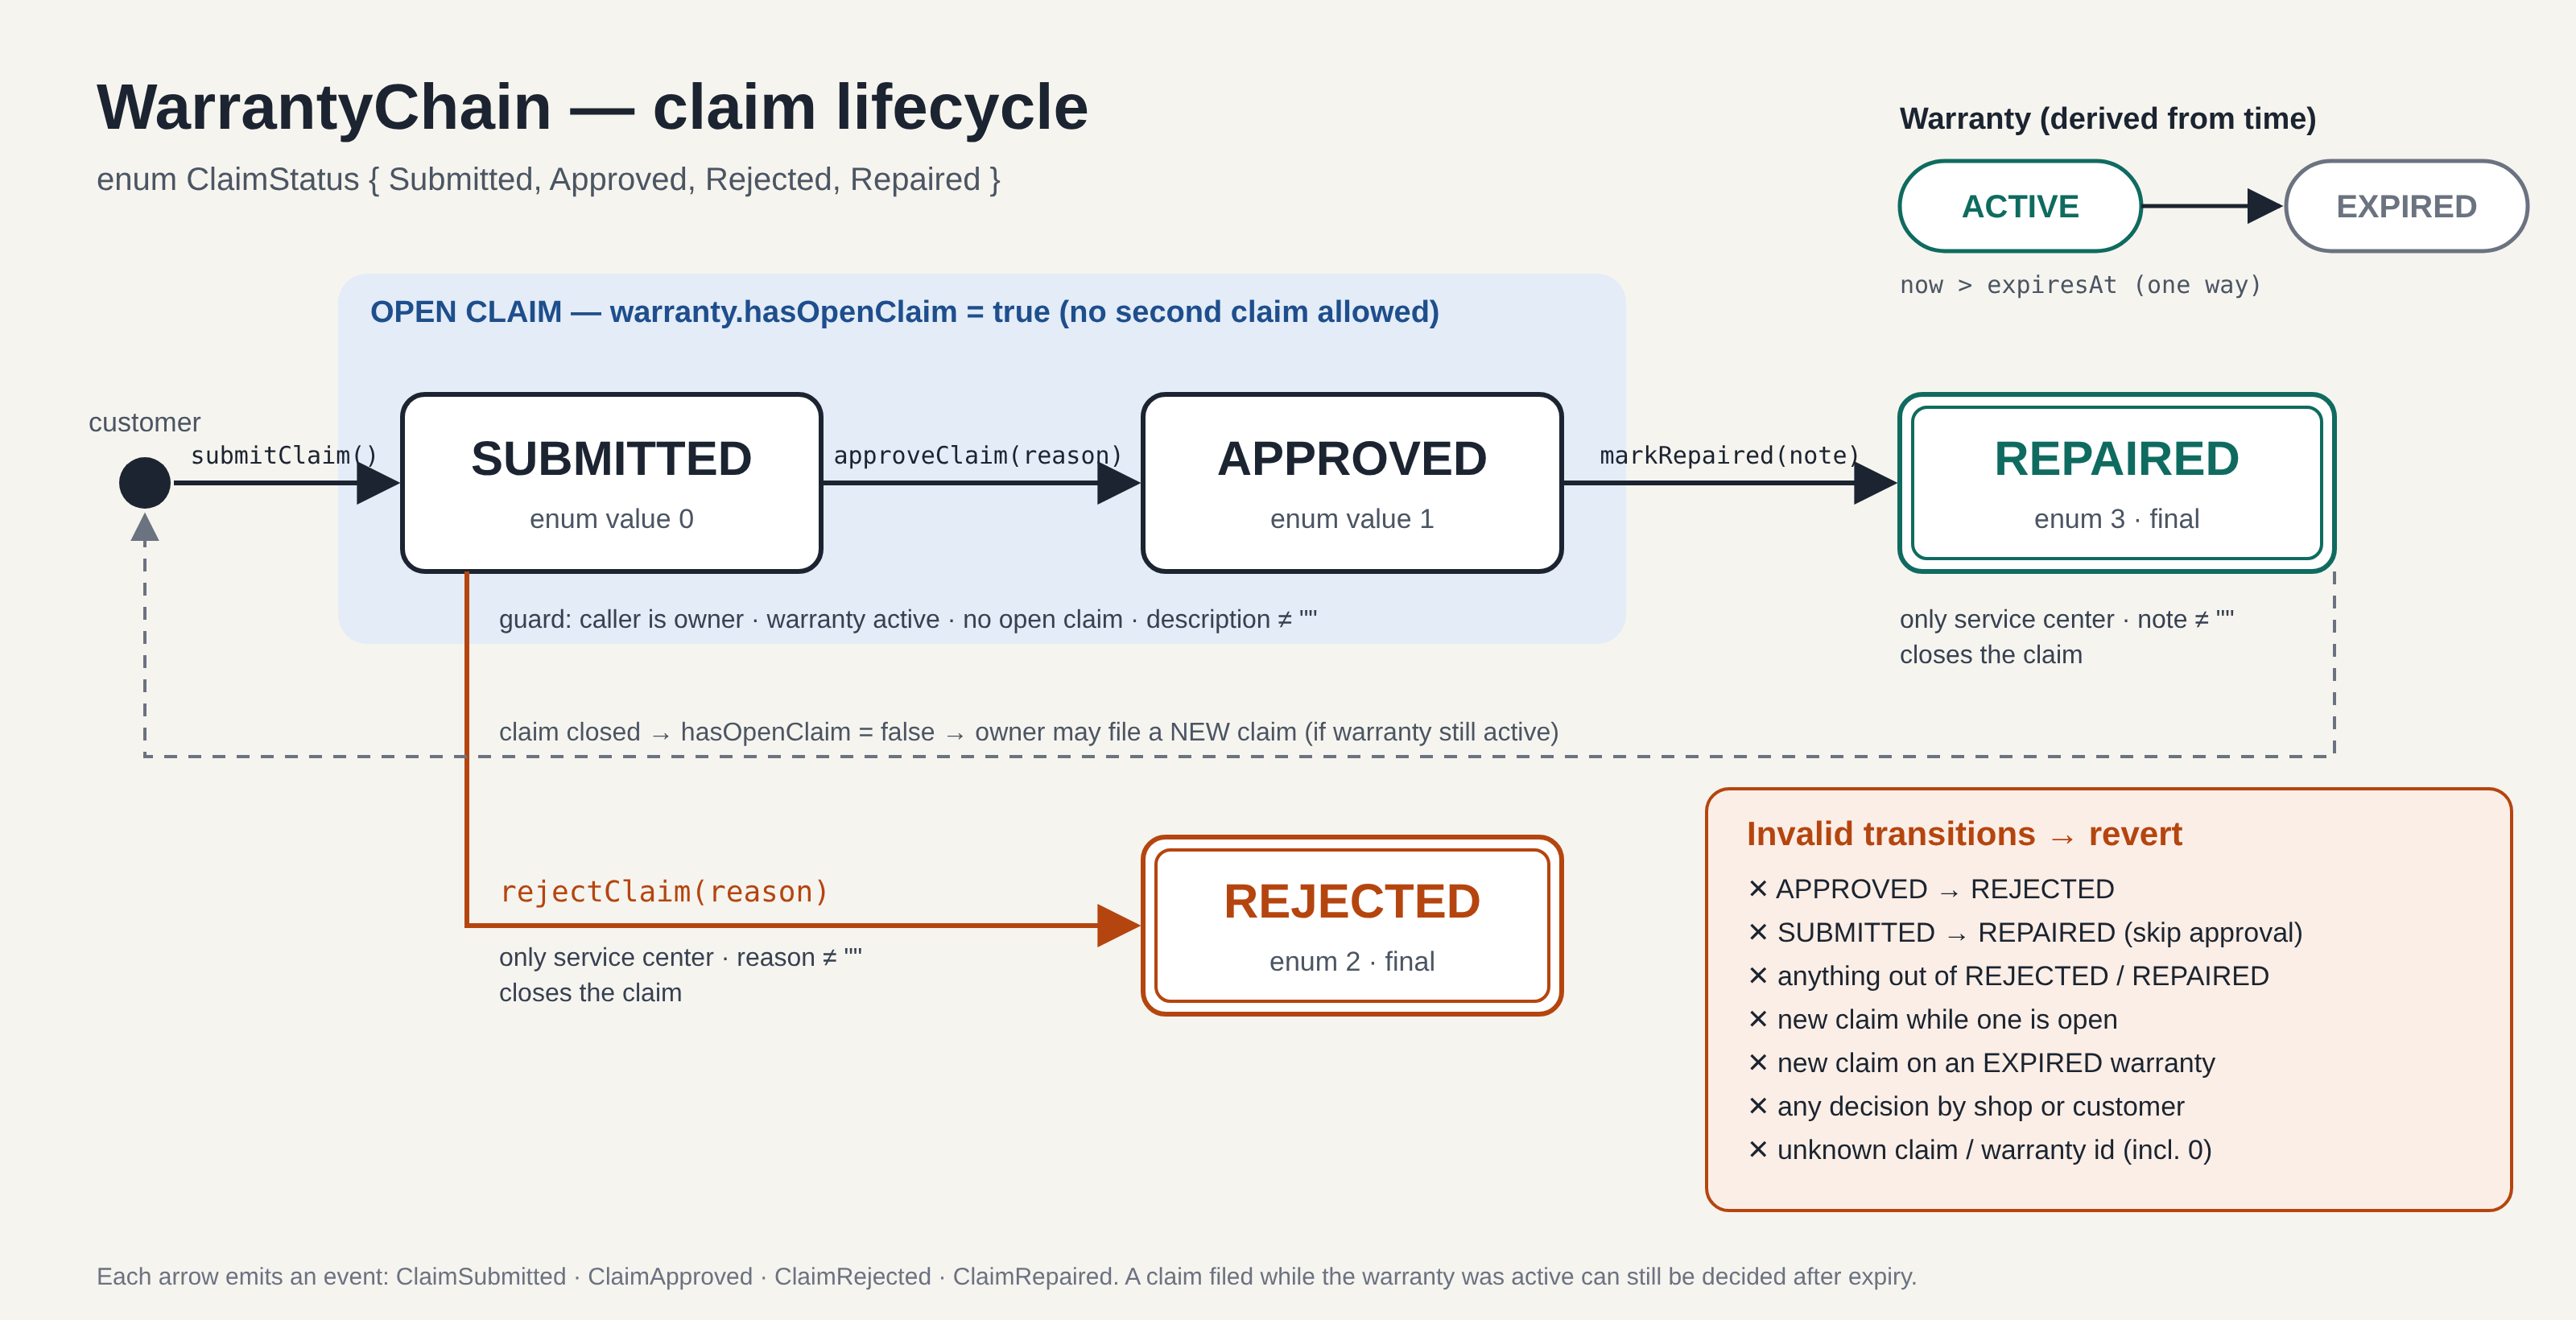 WarrantyChain — claim lifecycle
enum ClaimStatus { Submitted, Approved, Rejected, Repaired }
Warranty (derived from time)
ACTIVE
EXPIRED
now > expiresAt (one way)
OPEN CLAIM — warranty.hasOpenClaim = true (no second claim allowed)
customer
submitClaim()
SUBMITTED
enum value 0
approveClaim(reason)
APPROVED
enum value 1
markRepaired(note)
REPAIRED
enum 3 · final
guard: caller is owner · warranty active · no open claim · description ≠ ""
only service center · note ≠ ""
closes the claim
claim closed → hasOpenClaim = false → owner may file a NEW claim (if warranty still active)
rejectClaim(reason)
only service center · reason ≠ ""
closes the claim
REJECTED
enum 2 · final
Invalid transitions → revert
✕ APPROVED → REJECTED
✕ SUBMITTED → REPAIRED (skip approval)
✕ anything out of REJECTED / REPAIRED
✕ new claim while one is open
✕ new claim on an EXPIRED warranty
✕ any decision by shop or customer
✕ unknown claim / warranty id (incl. 0)
Each arrow emits an event: ClaimSubmitted · ClaimApproved · ClaimRejected · ClaimRepaired. A claim filed while the warranty was active can still be decided after expiry.